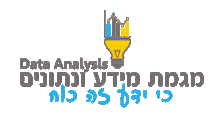 Data Analysis
מגמת מידע ונתונים
כי ידע זה כוח